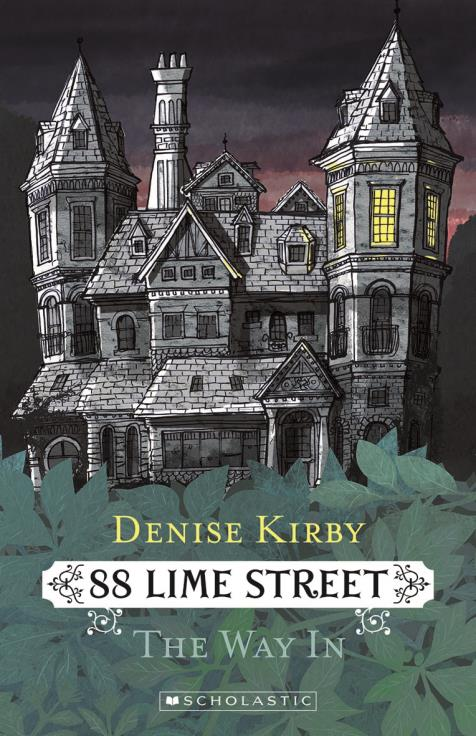 DENISE KIRBY
88 LIME STREET
THE WAY IN
SCHOLASTIC